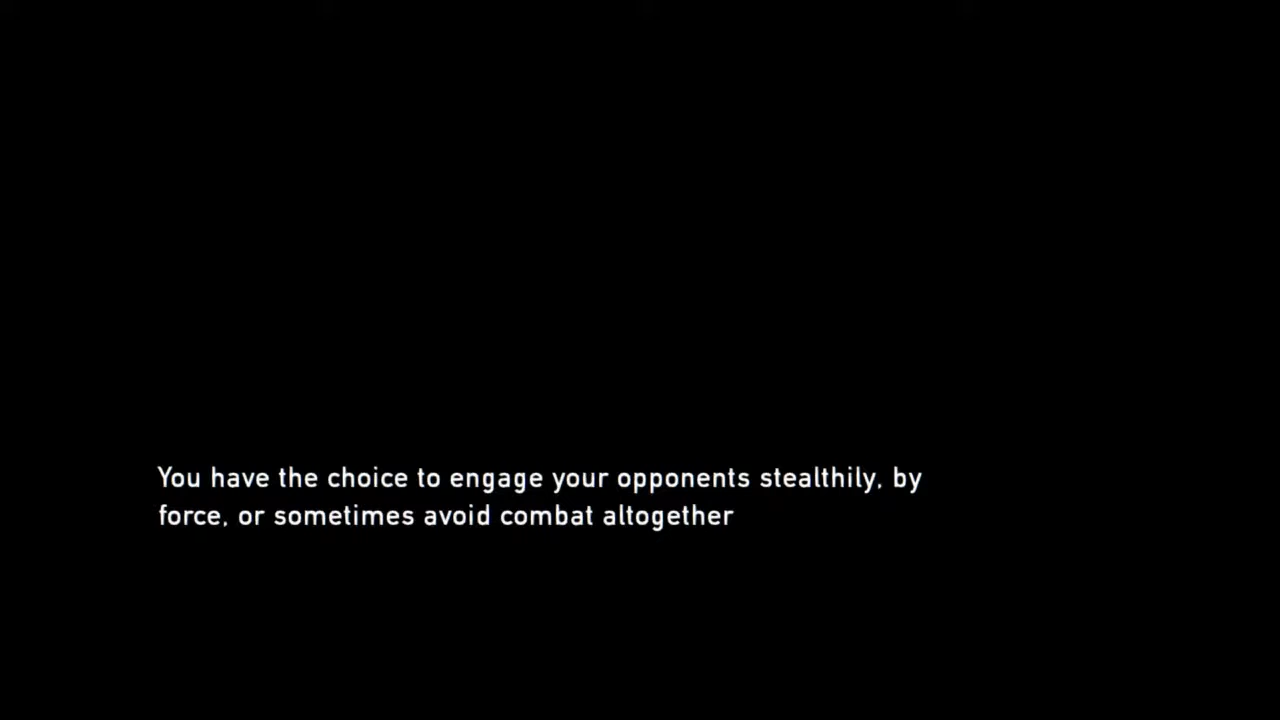 You have the choice to engage your opponents stealthily, by
force, or sometimes avoid combat altogether